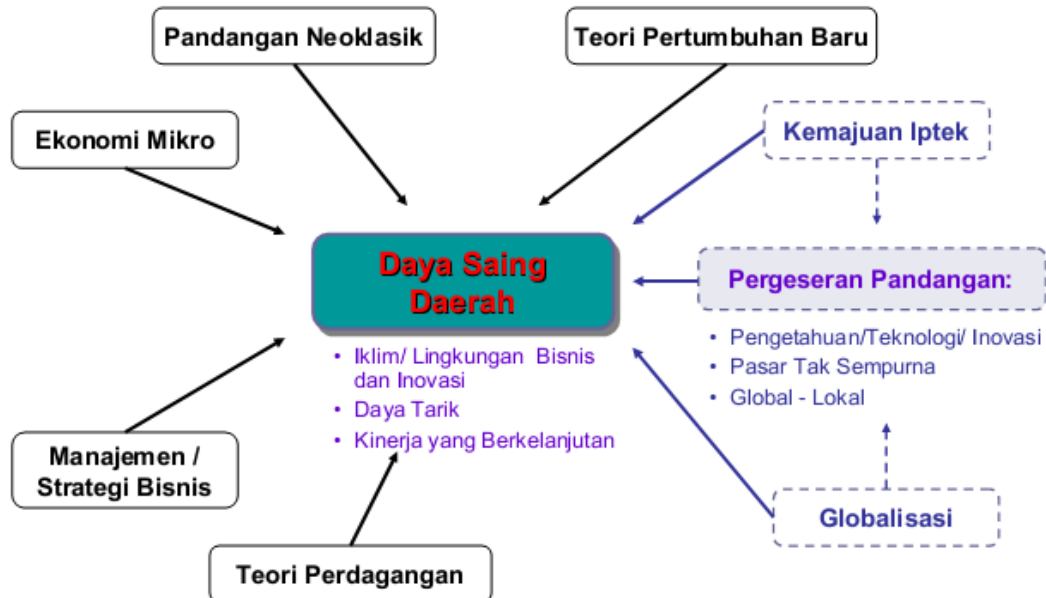 Pandangan Neoklasik
Teori Pertumbuhan Baru
Ekonomi Mikro
Kemajuan Iptek
Daya Saing
Daerah
Pergeseran Pandangan:
• Iklim/ Lingkungan Bisnis
dan Inovasi
• Daya Tarik
• Kinerja yang Berkelanjutan
• Pengetahuan/Teknologi/ Inovasi
• Pasar Tak Sempurna
• Global - Lokal
Manajemen /
Strategi Bisnis
Globalisasi
Teori Perdagangan